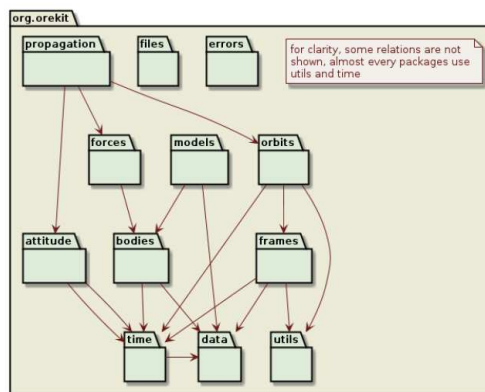 org.orekit
propagation
files
errors
for clarity, some relations are not
shown, almost every packages use
utils and time
forces
models
orbits
attitude
bodies
frames
time
data
utils